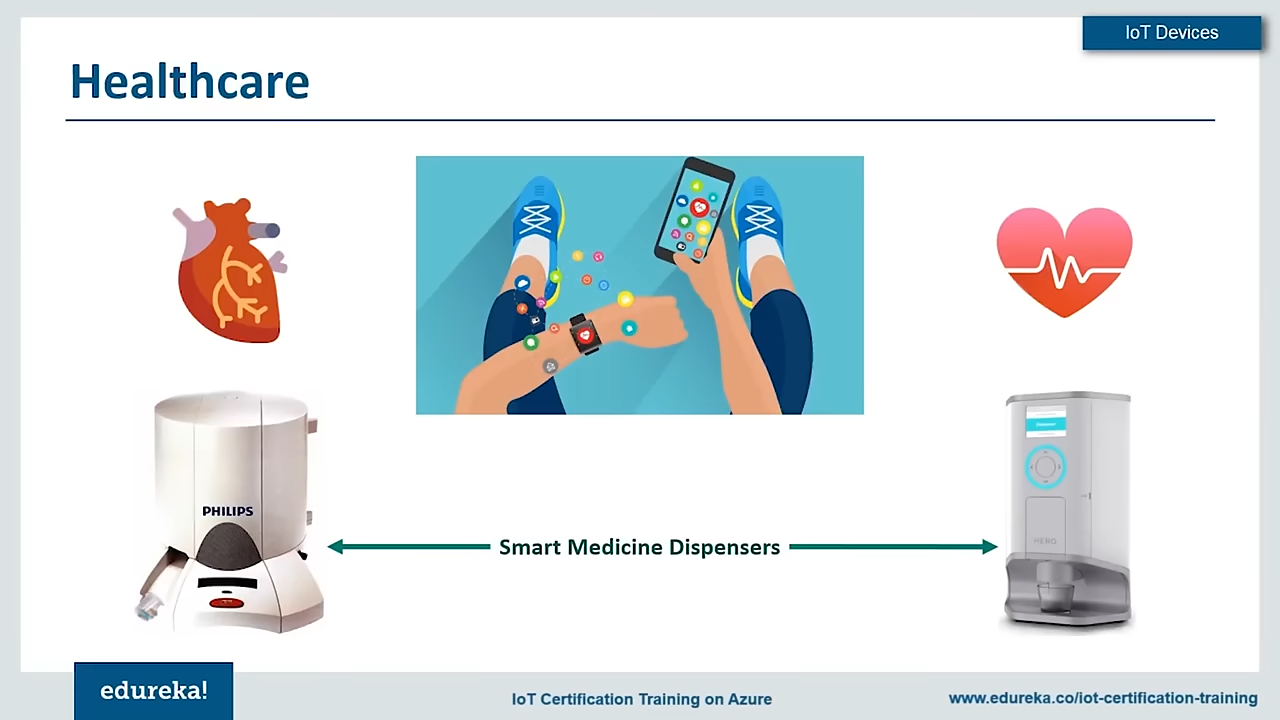 IoT Devices
Healthcare
PHILIPS
Smart Medicine Dispensers
HERO
edureka!
IoT Certification Training on Azure
www.edureka.co/iot-certification-training